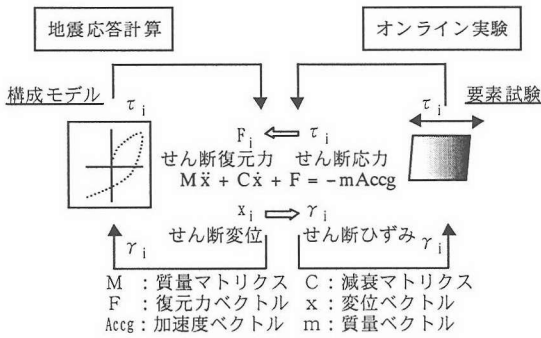 地震応答計算 オンライン実験
構成モデル τi τi 要素試験
Fi ⇐ τi
せん断復元力 せん断応力
Mẍ + Cẋ + F = −mAccg
xi ⇒ γi
せん断変位 せん断ひずみ
γi γi
M ：質量マトリクス C ：減衰マトリクス
F ：復元力ベクトル x ：変位ベクトル
Accg：加速度ベクトル m ：質量ベクトル